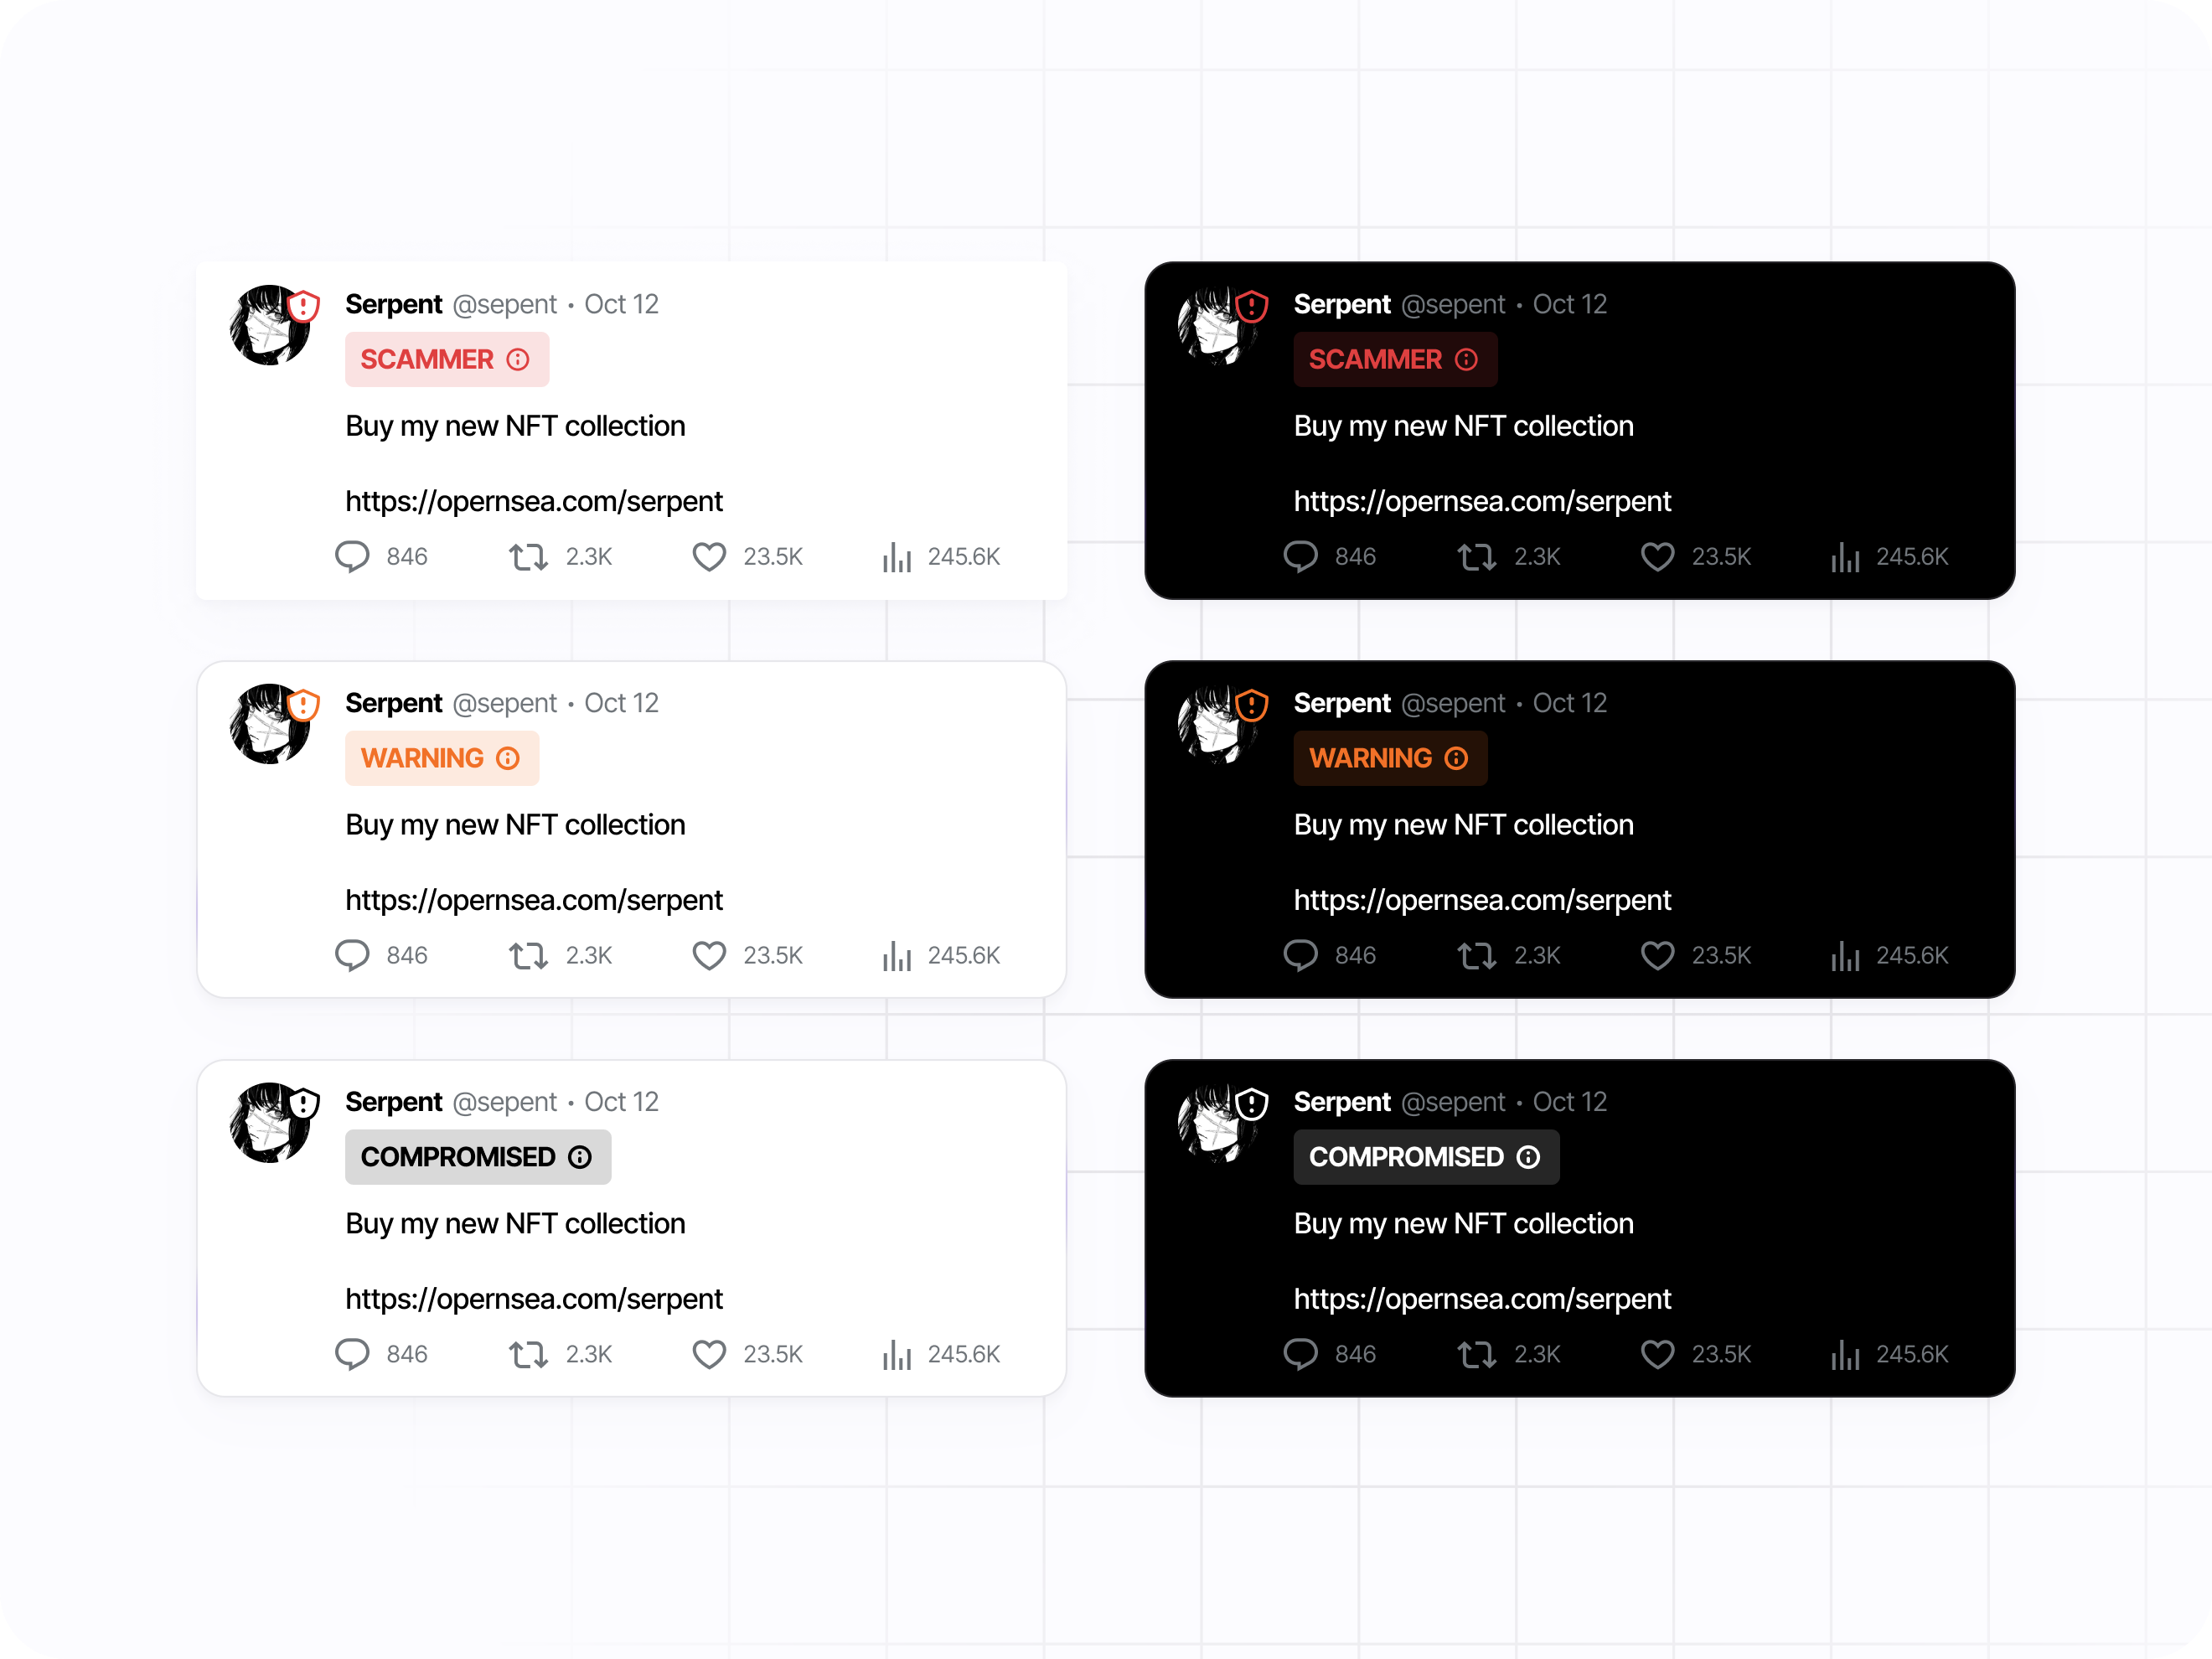 Serpent @sepent • Oct 12
SCAMMER
Buy my new NFT collection
https://opernsea.com/serpent
846 2.3K 23.5K 245.6K
Serpent @sepent • Oct 12
SCAMMER
Buy my new NFT collection
https://opernsea.com/serpent
846 2.3K 23.5K 245.6K
Serpent @sepent • Oct 12
WARNING
Buy my new NFT collection
https://opernsea.com/serpent
846 2.3K 23.5K 245.6K
Serpent @sepent • Oct 12
WARNING
Buy my new NFT collection
https://opernsea.com/serpent
846 2.3K 23.5K 245.6K
Serpent @sepent • Oct 12
COMPROMISED
Buy my new NFT collection
https://opernsea.com/serpent
846 2.3K 23.5K 245.6K
Serpent @sepent • Oct 12
COMPROMISED
Buy my new NFT collection
https://opernsea.com/serpent
846 2.3K 23.5K 245.6K